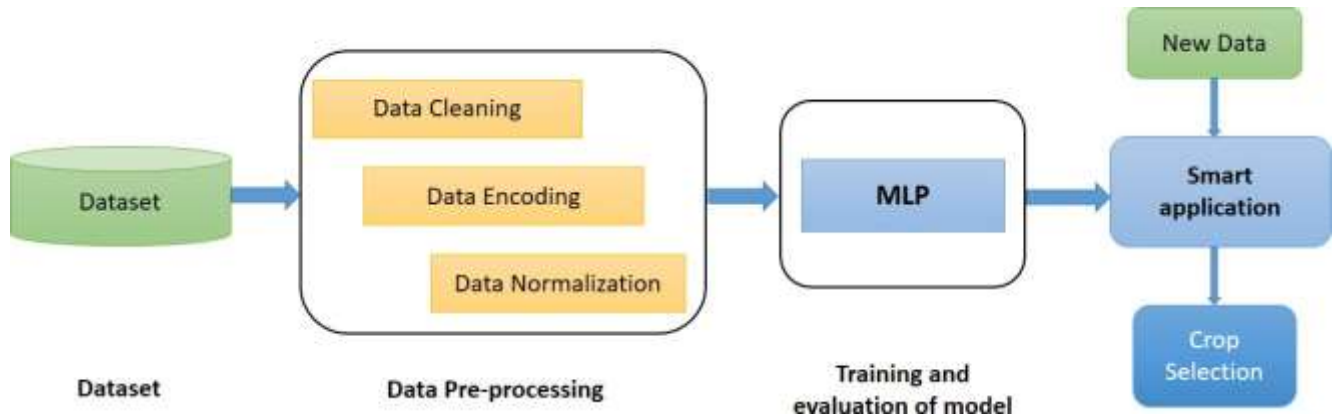 New Data
Data Cleaning
Dataset
Data Encoding
MLP
Smart
application
Data Normalization
Crop
Selection
Dataset
Data Pre-processing
Training and
evaluation of model